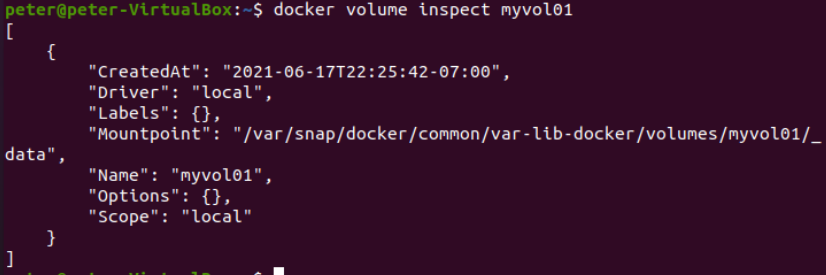 peter@peter-VirtualBox:~$ docker volume inspect myvol01
[
    {
        "CreatedAt": "2021-06-17T22:25:42-07:00",
        "Driver": "local",
        "Labels": {},
        "Mountpoint": "/var/snap/docker/common/var-lib-docker/volumes/myvol01/_
data",
        "Name": "myvol01",
        "Options": {},
        "Scope": "local"
    }
]